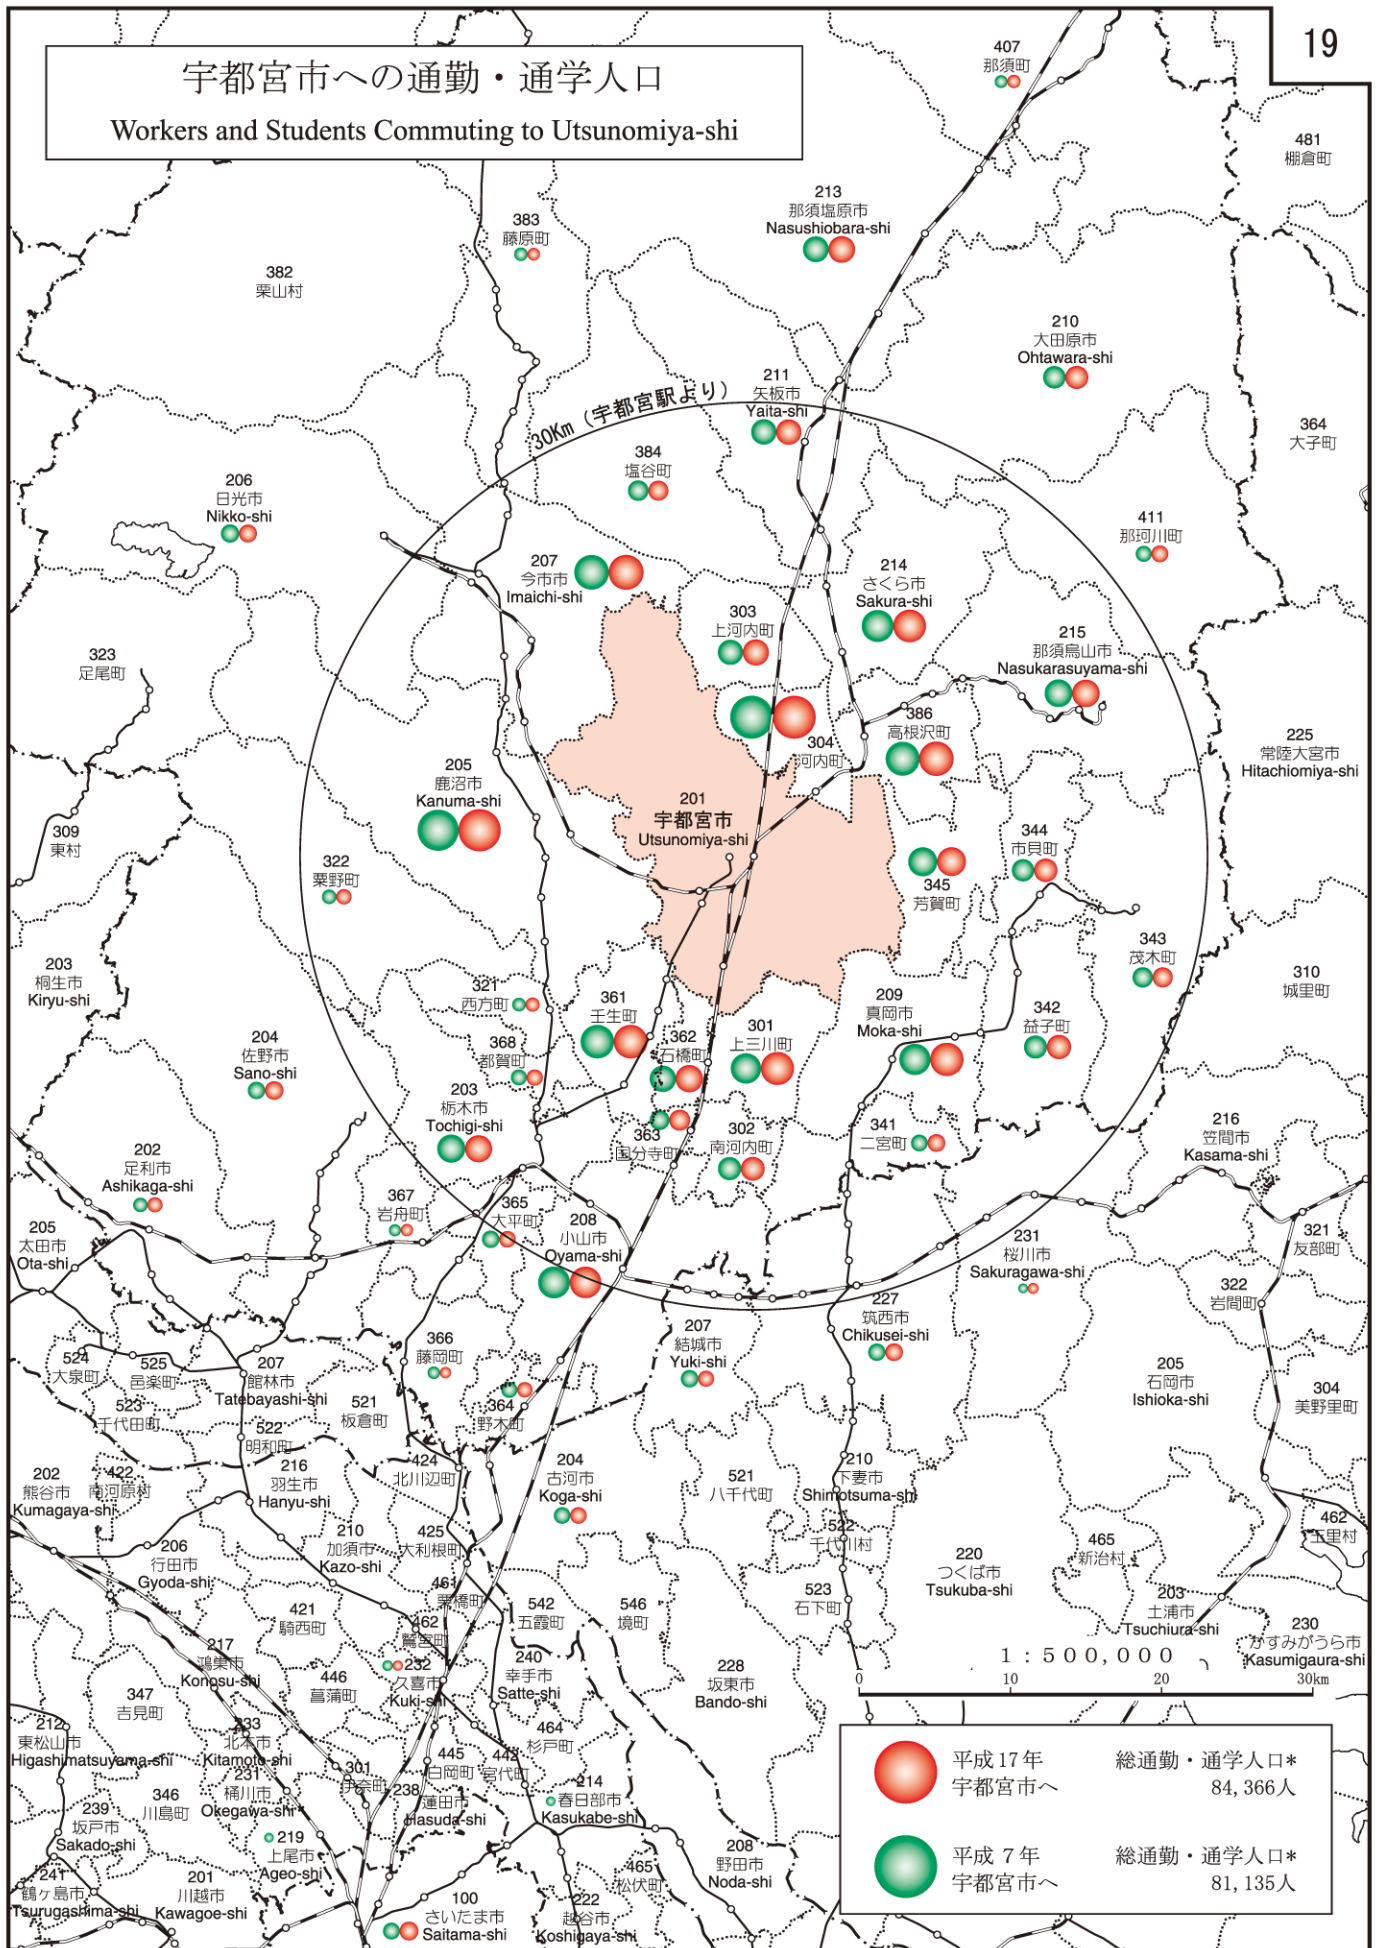 19
宇都宮市への通勤・通学人口
Workers and Students Commuting to Utsunomiya-shi
407
那須町
481
棚倉町
213
那須塩原市
Nasushiobara-shi
383
藤原町
382
栗山村
210
大田原市
Ohtawara-shi
211
矢板市
Yaita-shi
30Km（宇都宮駅より）
364
大子町
384
塩谷町
206
日光市
Nikko-shi
411
那珂川町
207
今市市
Imaichi-shi
214
さくら市
Sakura-shi
303
上河内町
215
那須烏山市
Nasukarasuyama-shi
323
足尾町
386
高根沢町
304
河内町
225
常陸大宮市
Hitachiomiya-shi
205
鹿沼市
Kanuma-shi
201
宇都宮市
Utsunomiya-shi
309
東村
344
市貝町
322
粟野町
345
芳賀町
343
茂木町
203
桐生市
Kiryu-shi
310
城里町
321
西方町
361
壬生町
209
真岡市
Moka-shi
342
益子町
204
佐野市
Sano-shi
368
都賀町
362
石橋町
301
上三川町
203
栃木市
Tochigi-shi
363
国分寺町
302
南河内町
341
二宮町
216
笠間市
Kasama-shi
202
足利市
Ashikaga-shi
367
岩舟町
365
大平町
208
小山市
Oyama-shi
205
太田市
Ota-shi
231
桜川市
Sakuragawa-shi
321
友部町
322
岩間町
227
筑西市
Chikusei-shi
207
結城市
Yuki-shi
366
藤岡町
524
大泉町
525
邑楽町
207
館林市
Tatebayashi-shi
205
石岡市
Ishioka-shi
304
美野里町
523
千代田町
521
板倉町
364
野木町
522
明和町
202
熊谷市
Kumagaya-shi
422
南河原村
216
羽生市
Hanyu-shi
424
北川辺町
204
古河市
Koga-shi
521
八千代町
210
下妻市
Shimotsuma-shi
462
玉里村
206
行田市
Gyoda-shi
210
加須市
Kazo-shi
425
大利根町
522
千代川村
465
新治村
220
つくば市
Tsukuba-shi
461
栗橋町
421
騎西町
542
五霞町
546
境町
523
石下町
203
土浦市
Tsuchiura-shi
230
かすみがうら市
Kasumigaura-shi
462
鷲宮町
217
鴻巣市
Konosu-shi
446
菖蒲町
232
久喜市
Kuki-shi
240
幸手市
Satte-shi
228
坂東市
Bando-shi
1：500,000
0 10 20 30km
347
吉見町
212
東松山市
Higashimatsuyama-shi
233
北本市
Kitamoto-shi
464
杉戸町
445
白岡町
442
宮代町
301
伊奈町
231
桶川市
Okegawa-shi
346
川島町
238
蓮田市
Hasuda-shi
214
春日部市
Kasukabe-shi
239
坂戸市
Sakado-shi
219
上尾市
Ageo-shi
208
野田市
Noda-shi
465
松伏町
241
鶴ヶ島市
Tsurugashima-shi
201
川越市
Kawagoe-shi
100
さいたま市
Saitama-shi
222
越谷市
Koshigaya-shi
平成17年 総通勤・通学人口*
宇都宮市へ 84,366人
平成 7年 総通勤・通学人口*
宇都宮市へ 81,135人